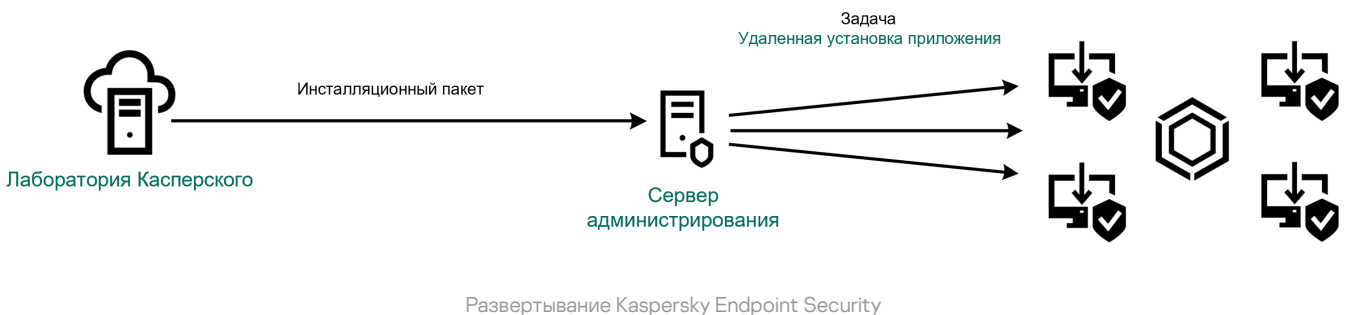 Задача
Удаленная установка приложения
Инсталляционный пакет
Лаборатория Касперского
Сервер
администрирования
Развертывание Kaspersky Endpoint Security